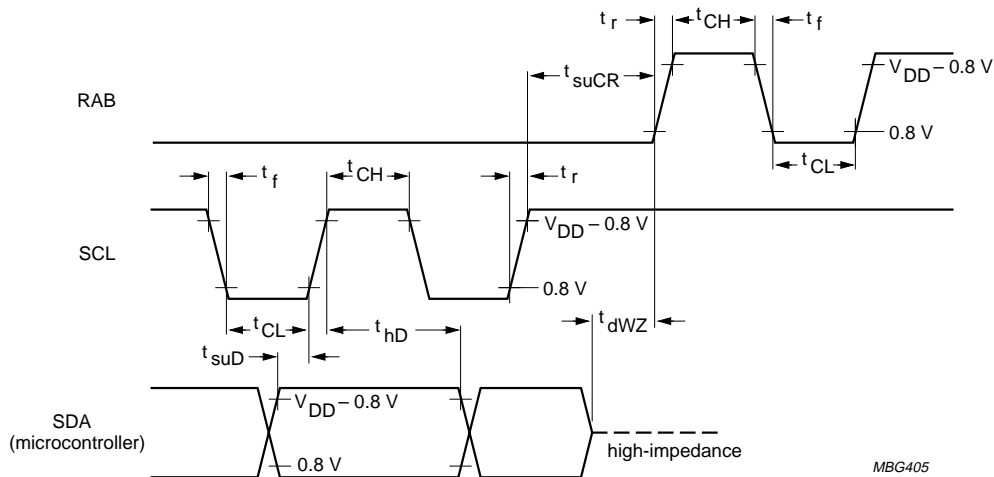 t r t CH t f
t suCR
V DD – 0.8 V
RAB
0.8 V
t CL
t f t CH t r
V DD – 0.8 V
SCL
0.8 V
t CL t hD t dWZ
t suD
V DD – 0.8 V
SDA
(microcontroller)
high-impedance
0.8 V
MBG405